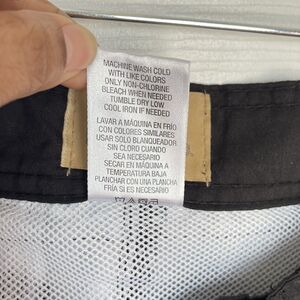 MACHINE WASH COLD
WITH LIKE COLORS
ONLY NON-CHLORINE
BLEACH WHEN NEEDED
TUMBLE DRY LOW
COOL IRON IF NEEDED
LAVAR A MÁQUINA EN FRÍO
CON COLORES SIMILARES
USAR SOLO BLANQUEADOR
SIN CLORO CUANDO
SEA NECESARIO
SECAR EN MÁQUINA A
TEMPERATURA BAJA
PLANCHAR CON UNA PLANCHA
FRÍA SI ES NECESARIO